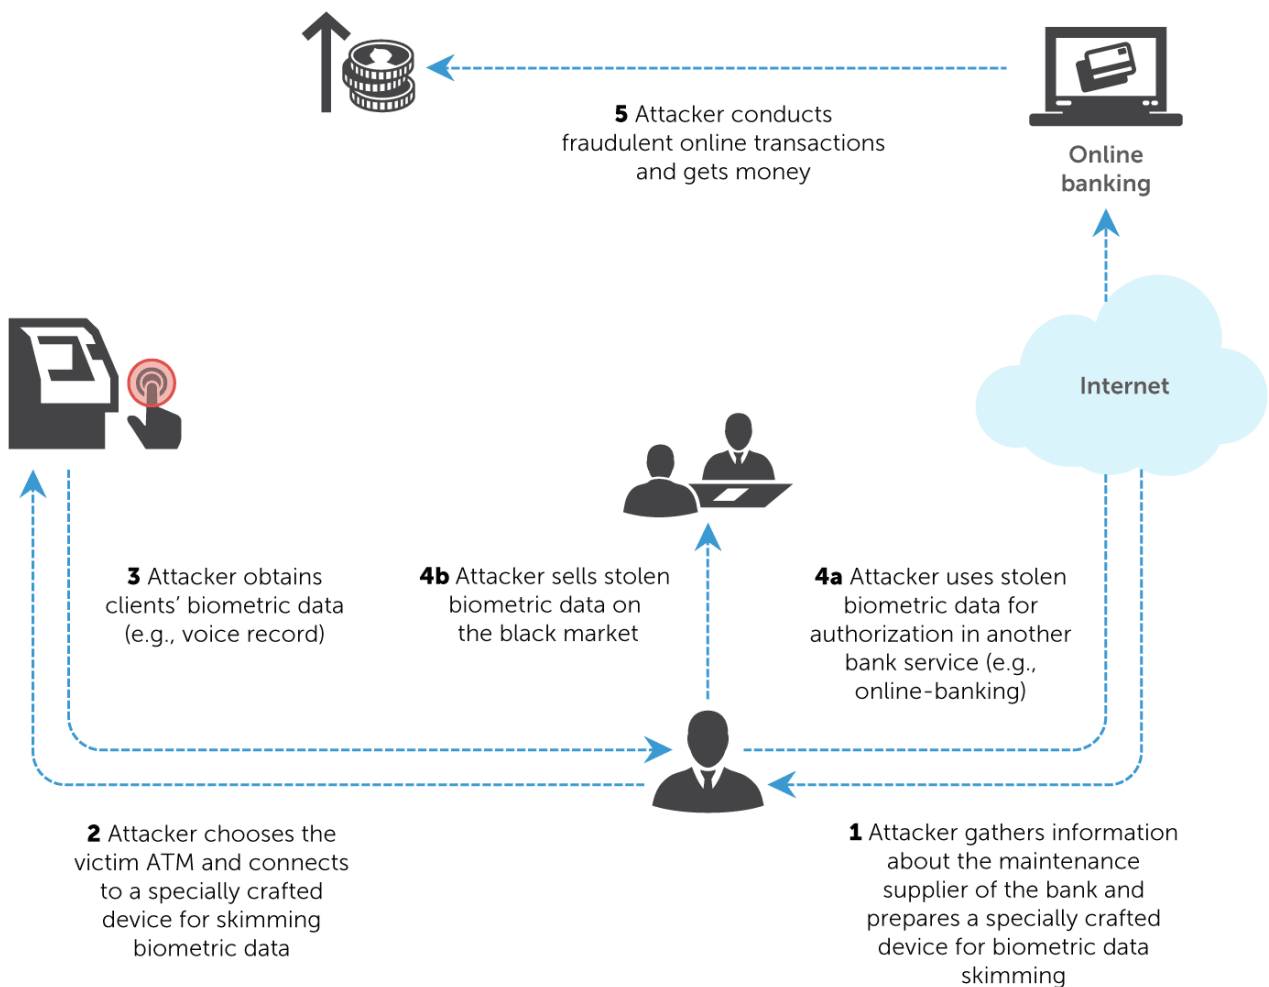 5 Attacker conducts
fraudulent online transactions
and gets money
Online
banking
Internet
3 Attacker obtains
clients’ biometric data
(e.g., voice record)
4b Attacker sells stolen
biometric data on
the black market
4a Attacker uses stolen
biometric data for
authorization in another
bank service (e.g.,
online-banking)
2 Attacker chooses the
victim ATM and connects
to a specially crafted
device for skimming
biometric data
1 Attacker gathers information
about the maintenance
supplier of the bank and
prepares a specially crafted
device for biometric data
skimming